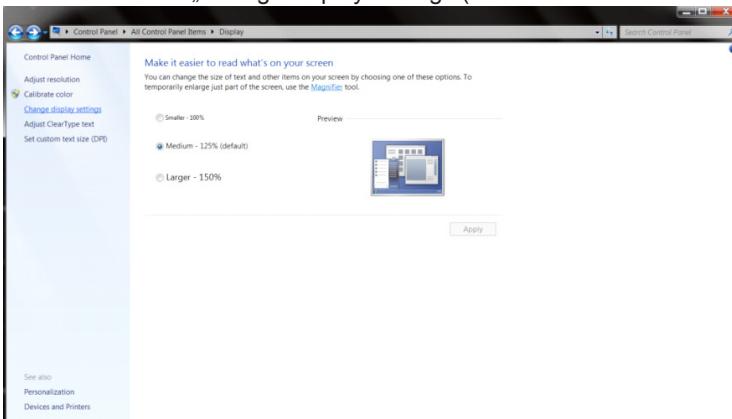 „Change display settings(
Control Panel ▸ All Control Panel Items ▸ Display
Search Control Panel
Control Panel Home
Adjust resolution
Calibrate color
Change display settings
Adjust ClearType text
Set custom text size (DPI)
See also
Personalization
Devices and Printers
Make it easier to read what's on your screen
You can change the size of text and other items on your screen by choosing one of these options. To
temporarily enlarge just part of the screen, use the Magnifier tool.
Smaller - 100%
Preview
Medium - 125% (default)
Larger - 150%
Apply